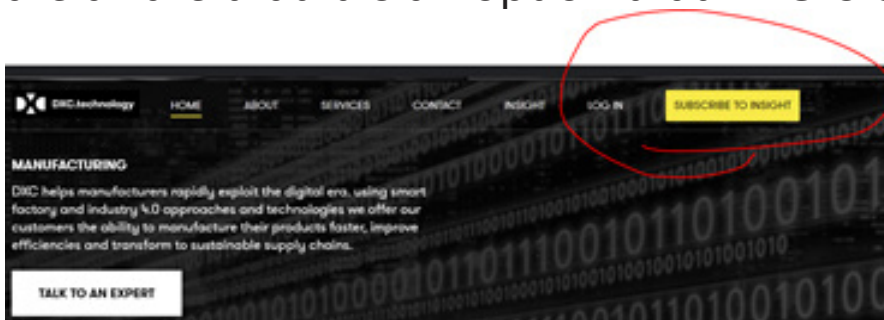 DXC.technology HOME ABOUT SERVICES CONTACT INSIGHT LOG IN SUBSCRIBE TO INSIGHT
MANUFACTURING
DXC helps manufacturers rapidly exploit the digital era. using smart
factory and industry 4.0 approaches and technologies we offer our
customers the ability to manufacture their products faster, improve
efficiencies and transform to sustainable supply chains.
TALK TO AN EXPERT